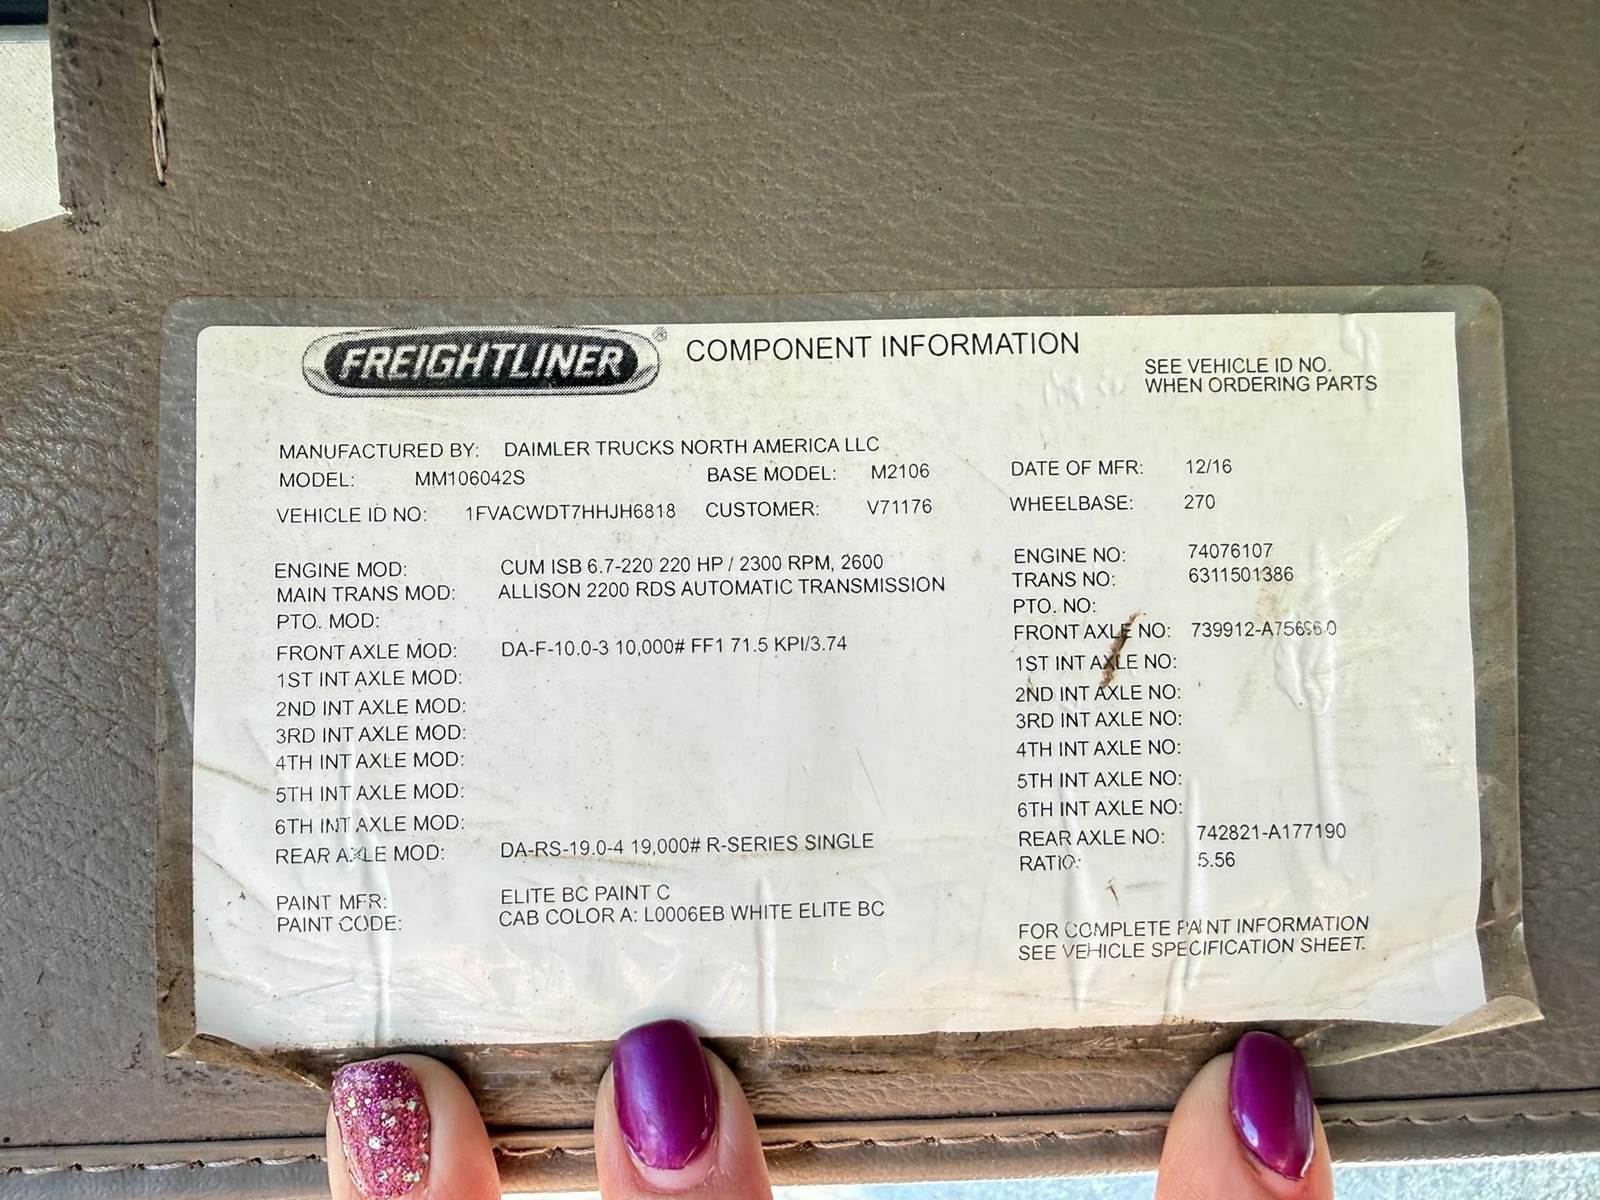 FREIGHTLINER ® COMPONENT INFORMATION
SEE VEHICLE ID NO.
WHEN ORDERING PARTS
MANUFACTURED BY: DAIMLER TRUCKS NORTH AMERICA LLC
MODEL: MM106042S BASE MODEL: M2106 DATE OF MFR: 12/16
VEHICLE ID NO: 1FVACWDT7HHJH6818 CUSTOMER: V71176 WHEELBASE: 270
ENGINE MOD: CUM ISB 6.7-220 220 HP / 2300 RPM, 2600 ENGINE NO: 74076107
MAIN TRANS MOD: ALLISON 2200 RDS AUTOMATIC TRANSMISSION TRANS NO: 6311501386
PTO. MOD: PTO. NO:
FRONT AXLE MOD: DA-F-10.0-3 10,000# FF1 71.5 KPI/3.74 FRONT AXLE NO:
1ST INT AXLE MOD: 1ST INT AXLE NO:
2ND INT AXLE MOD: 2ND INT AXLE NO:
3RD INT AXLE MOD: 3RD INT AXLE NO:
4TH INT AXLE MOD: 4TH INT AXLE NO:
5TH INT AXLE MOD: 5TH INT AXLE NO:
6TH INT AXLE MOD: 6TH INT AXLE NO:
REAR AXLE MOD: DA-RS-19.0-4 19,000# R-SERIES SINGLE REAR AXLE NO: 742821-A177190
RATIO: 5.56
PAINT MFR: ELITE BC PAINT C
PAINT CODE: CAB COLOR A: L0006EB WHITE ELITE BC
FOR COMPLETE PAINT INFORMATION
SEE VEHICLE SPECIFICATION SHEET.